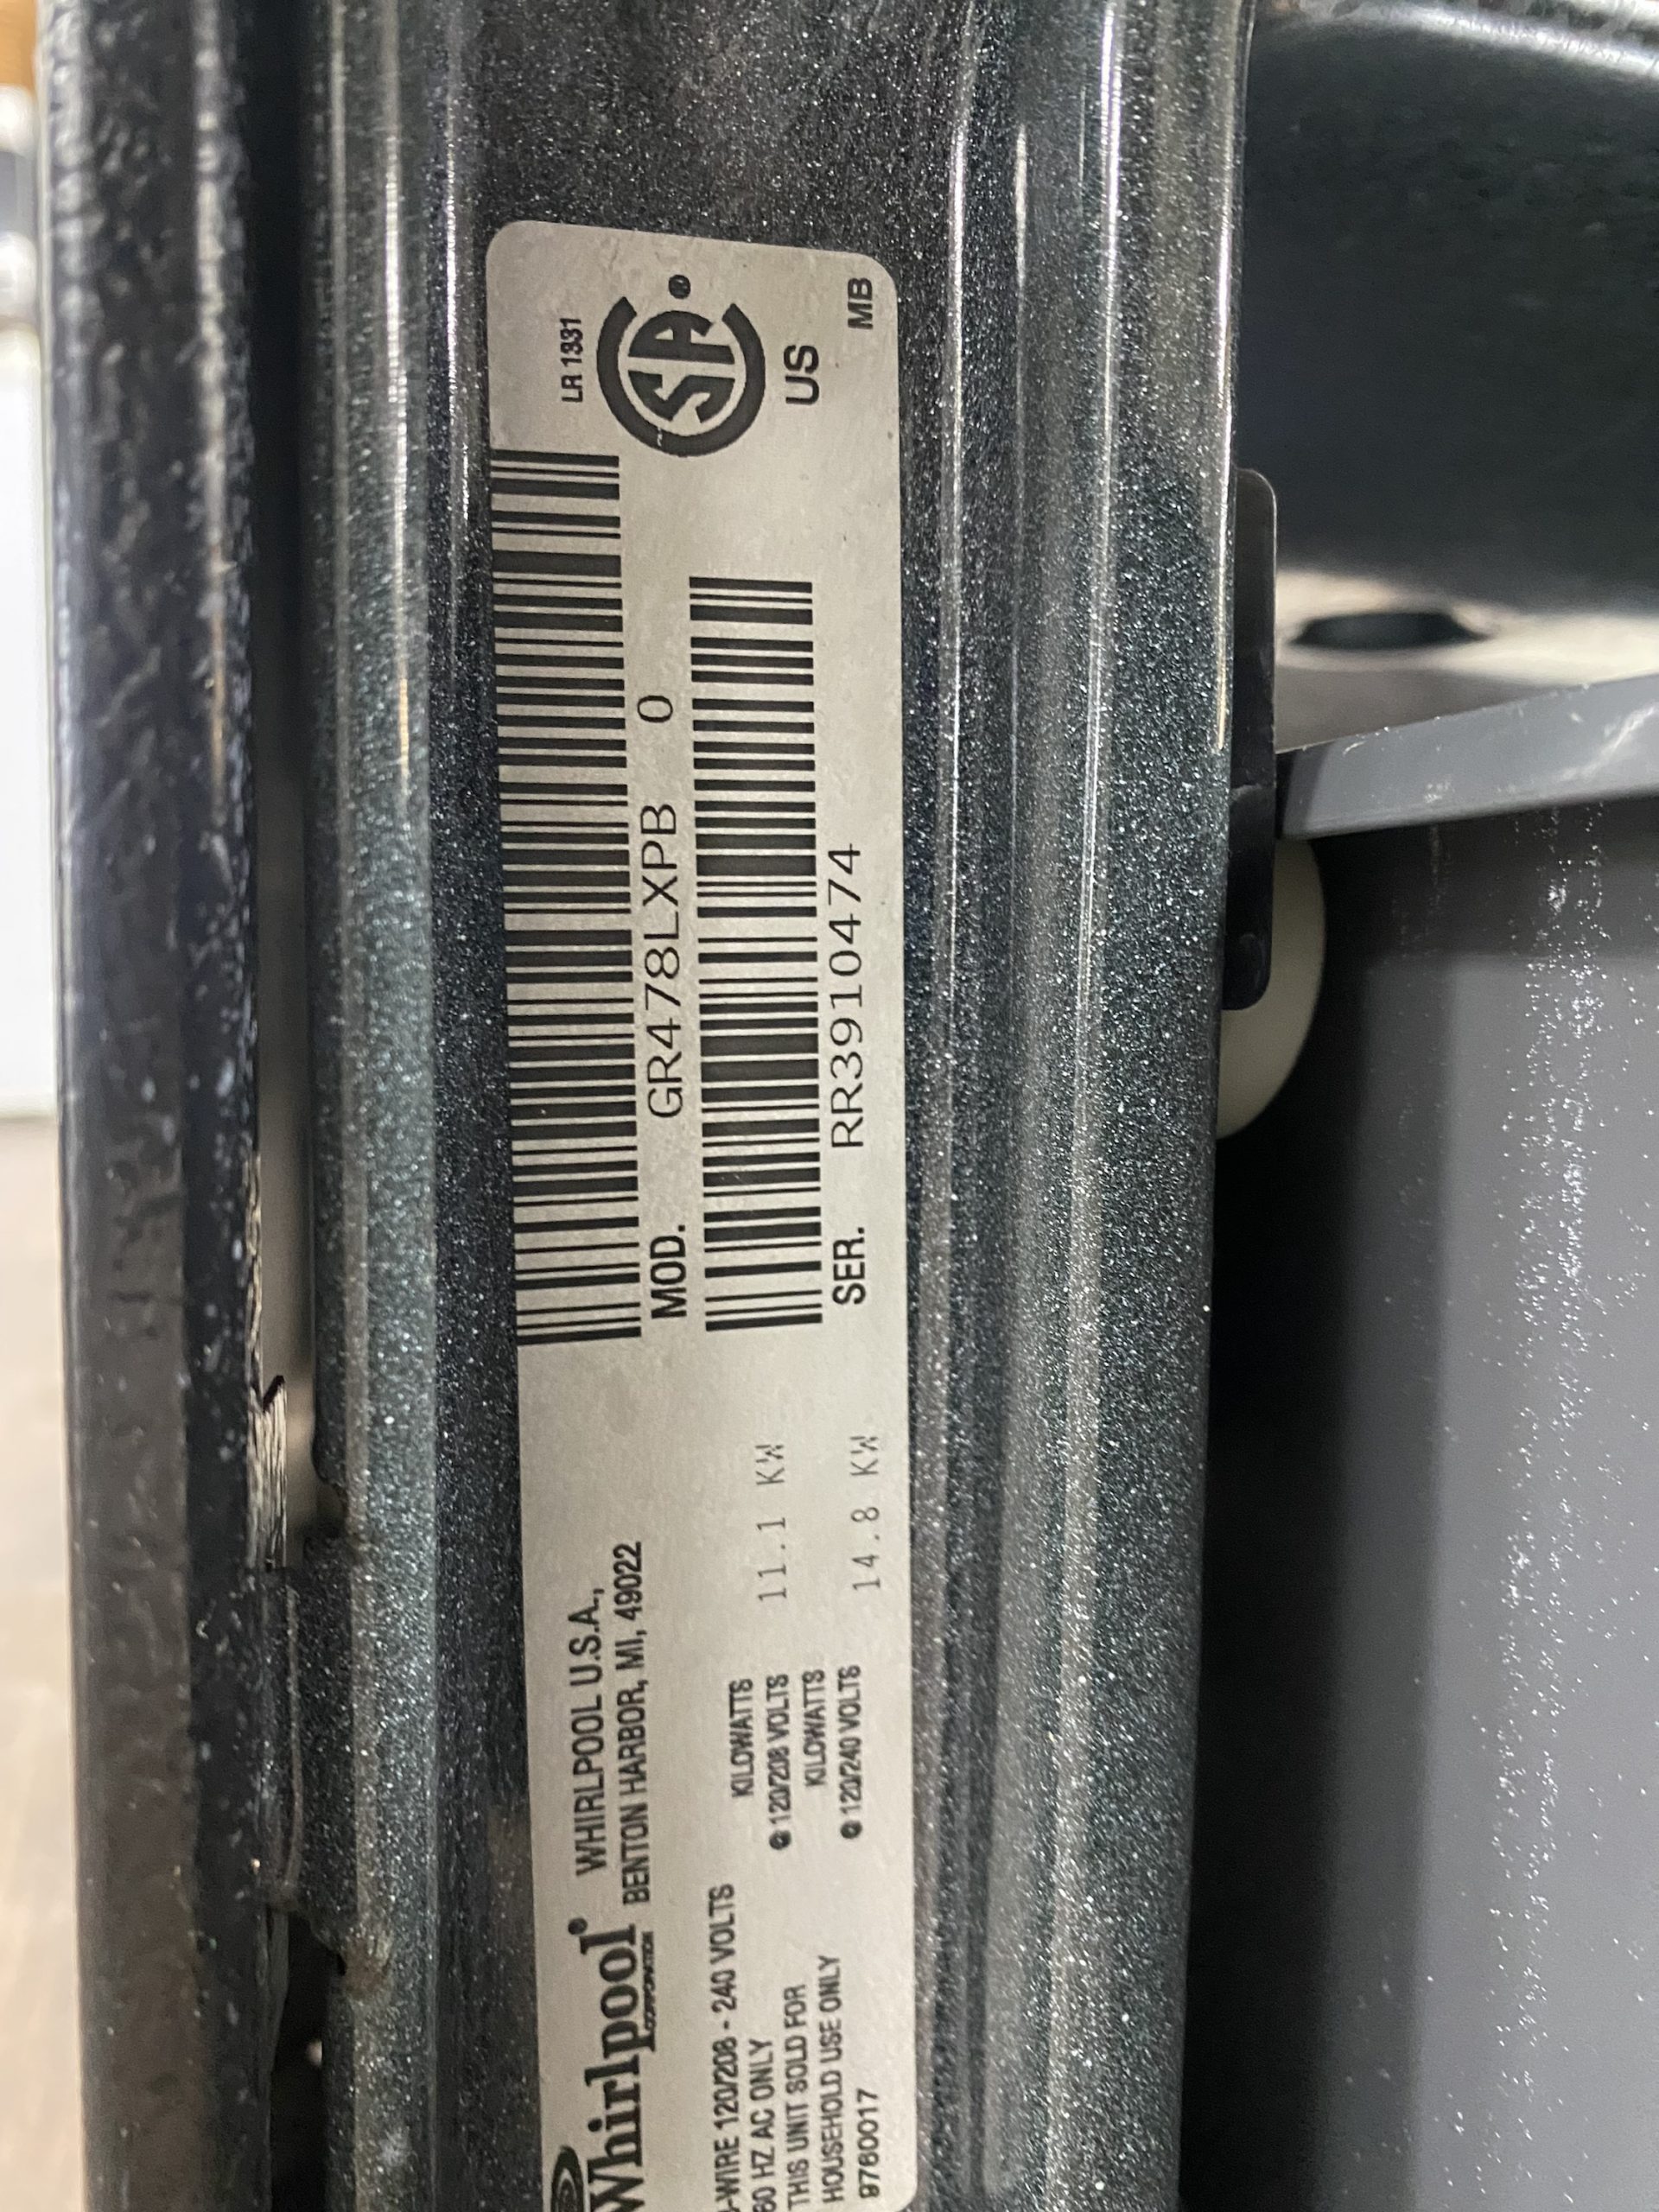 Whirlpool®
CORPORATION
WHIRLPOOL U.S.A.,
BENTON HARBOR, MI, 49022
-WIRE 120/208 - 240 VOLTS
60 HZ AC ONLY
THIS UNIT SOLD FOR
HOUSEHOLD USE ONLY
9760017
KILOWATTS
@ 120/208 VOLTS 11.1 KW
KILOWATTS
@ 120/240 VOLTS 14.8 KW
MOD. GR478LXPB 0
SER. RR3910474
LR 1331
SA®
US
MB